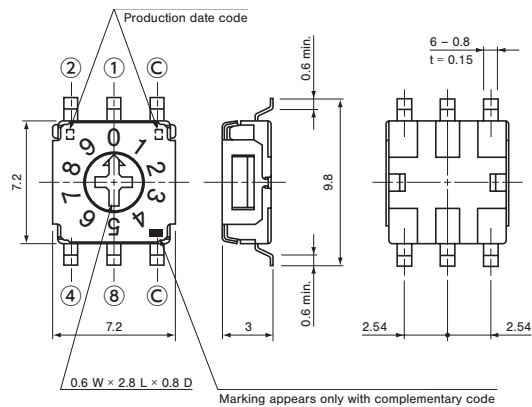 Production date code
② ① Ⓒ
0 1 2 3 4 5 6 7 8 9
7.2
④ ⑧ Ⓒ
7.2
0.6 W × 2.8 L × 0.8 D
0.6 min.
9.8
0.6 min.
3
6 – 0.8
t = 0.15
2.54 2.54
Marking appears only with complementary code